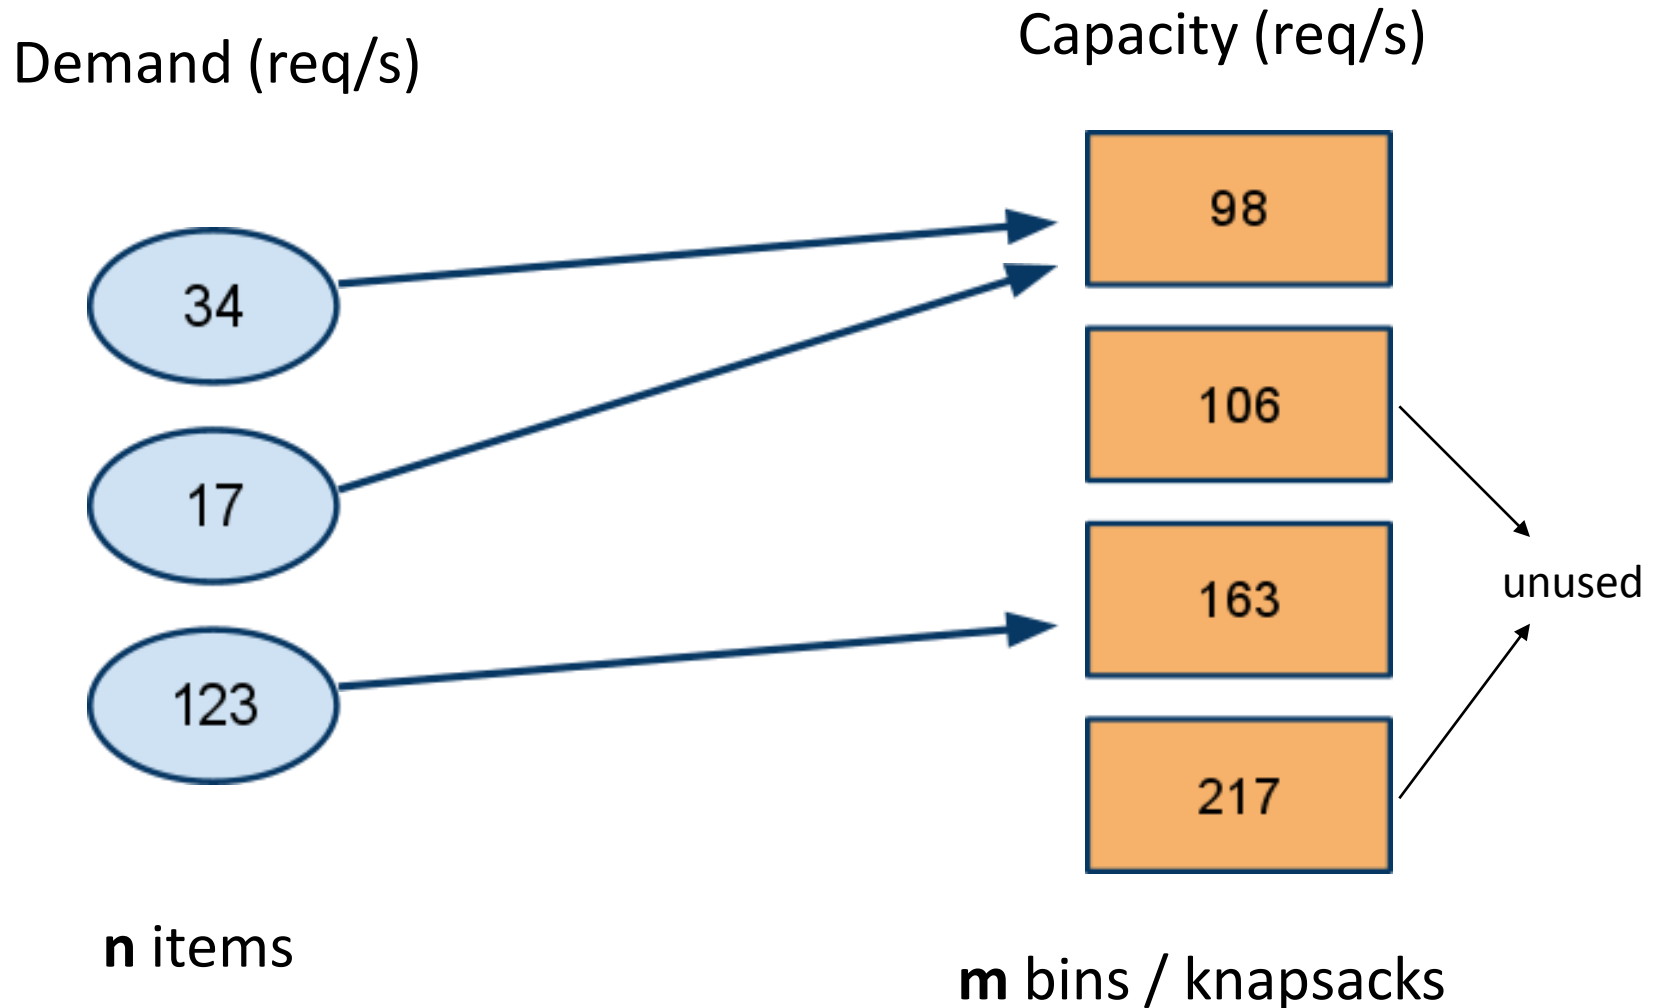 Demand (req/s)
Capacity (req/s)
34
17
123
98
106
163
217
unused
n items
m bins / knapsacks